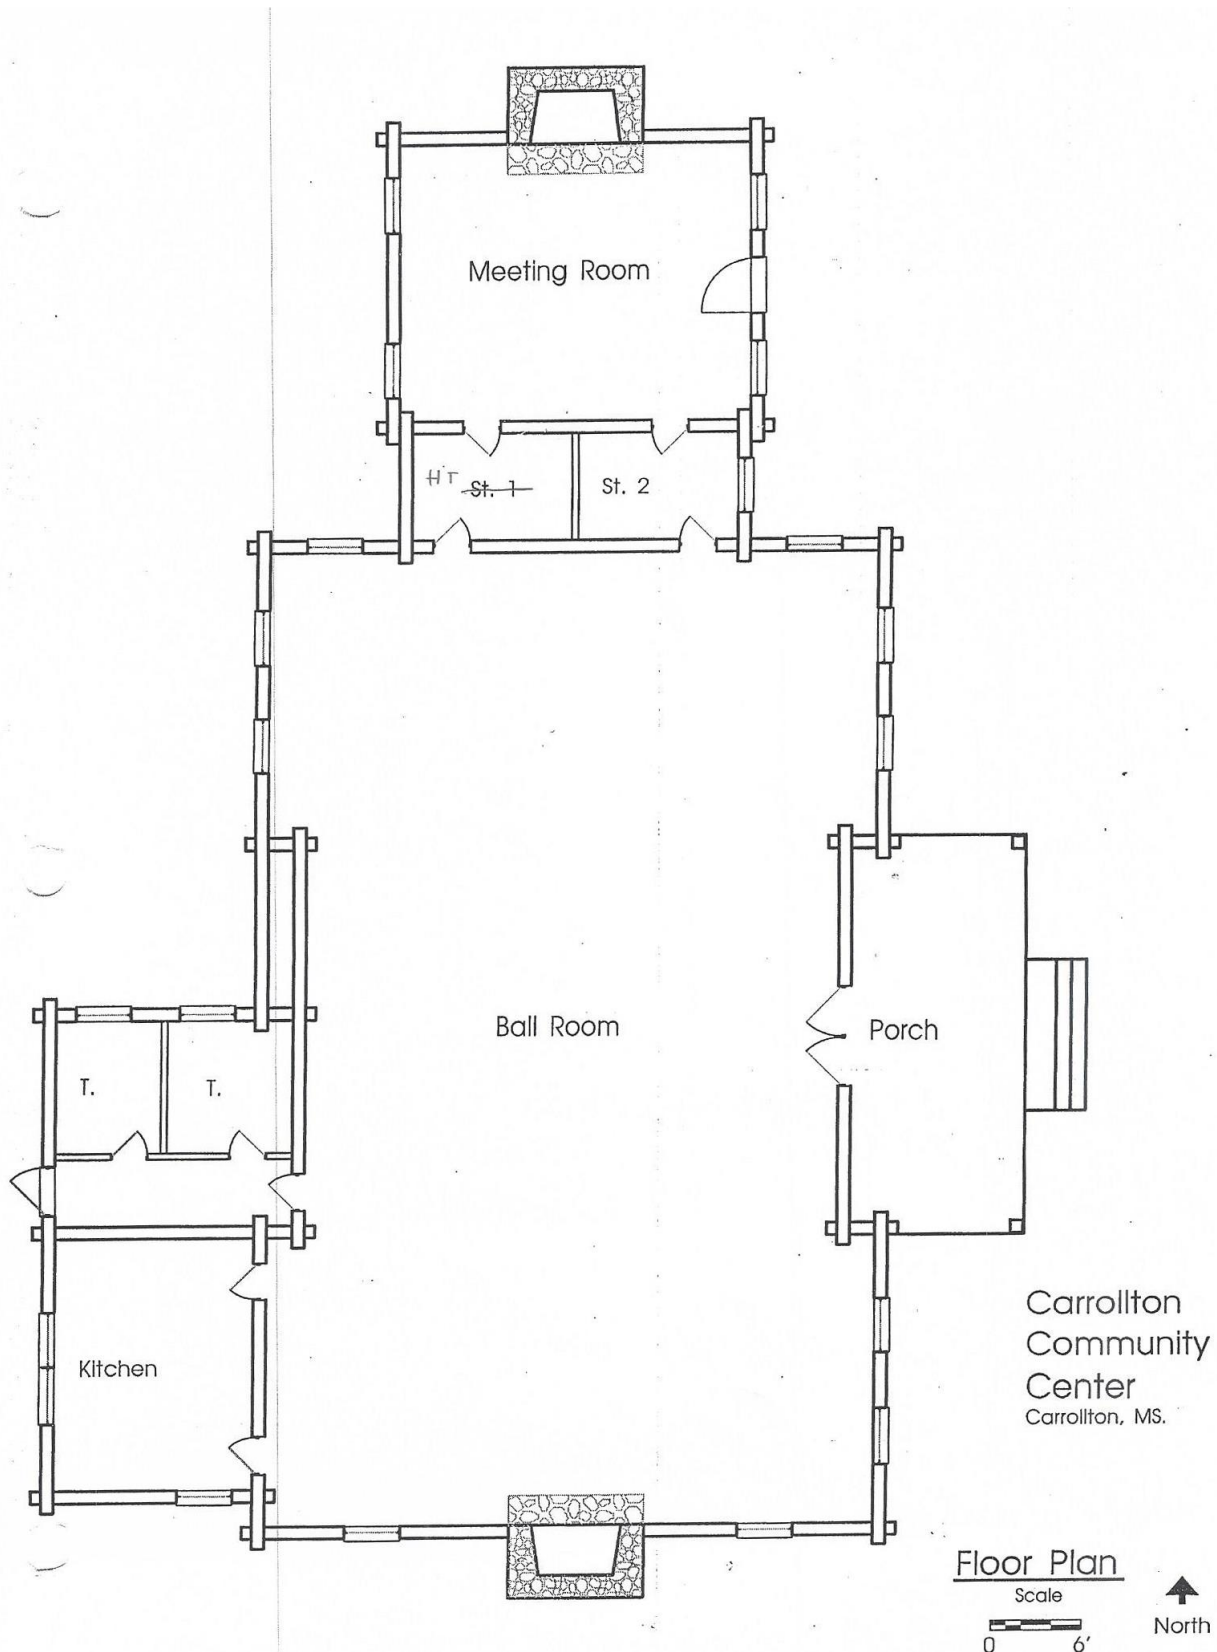 Meeting Room
HT St. 1
St. 2
Ball Room
Porch
T.
T.
Kitchen
Carrollton
Community
Center
Carrollton, MS.
Floor Plan
Scale
0 6'
North